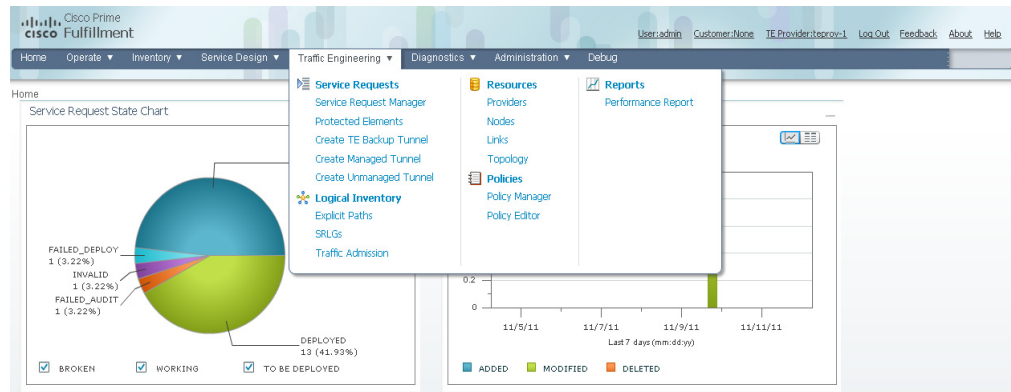 Cisco Prime
cisco Fulfillment
User:admin Customer:None TE Provider:teprov-1 Log Out Feedback About Help
Home Operate ▼ Inventory ▼ Service Design ▼ Traffic Engineering ▼ Diagnostics ▼ Administration ▼ Debug
Home
Service Request State Chart
Service Requests
Service Request Manager
Protected Elements
Create TE Backup Tunnel
Create Managed Tunnel
Create Unmanaged Tunnel
Logical Inventory
Explicit Paths
SRLGs
Traffic Admission
Resources
Providers
Nodes
Links
Topology
Policies
Policy Manager
Policy Editor
Reports
Performance Report
FAILED_DEPLOY
1 (3.22%)
INVALID
1 (3.22%)
FAILED_AUDIT
1 (3.22%)
DEPLOYED
13 (41.93%)
BROKEN WORKING TO BE DEPLOYED
0.2
0
11/5/11 11/7/11 11/9/11 11/11/11
Last 7 days (mm:dd:yy)
ADDED MODIFIED DELETED